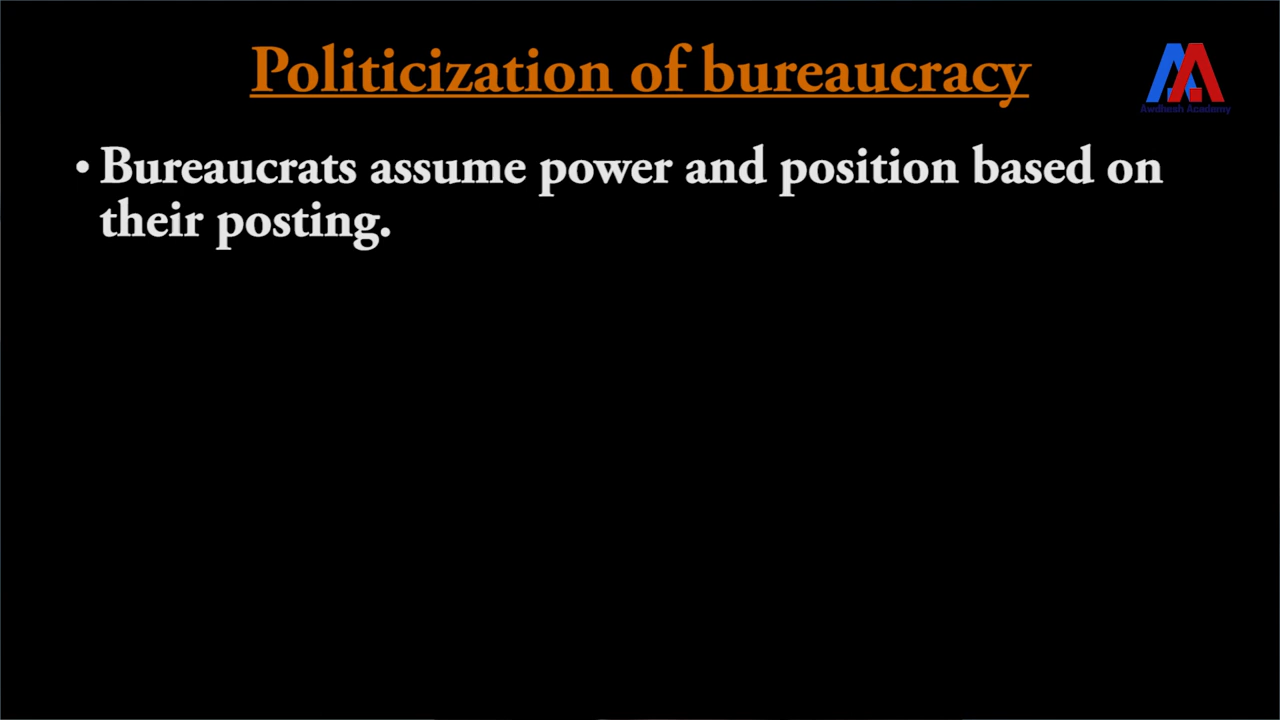 Politicization of bureaucracy
Awdhesh Academy
• Bureaucrats assume power and position based on
their posting.